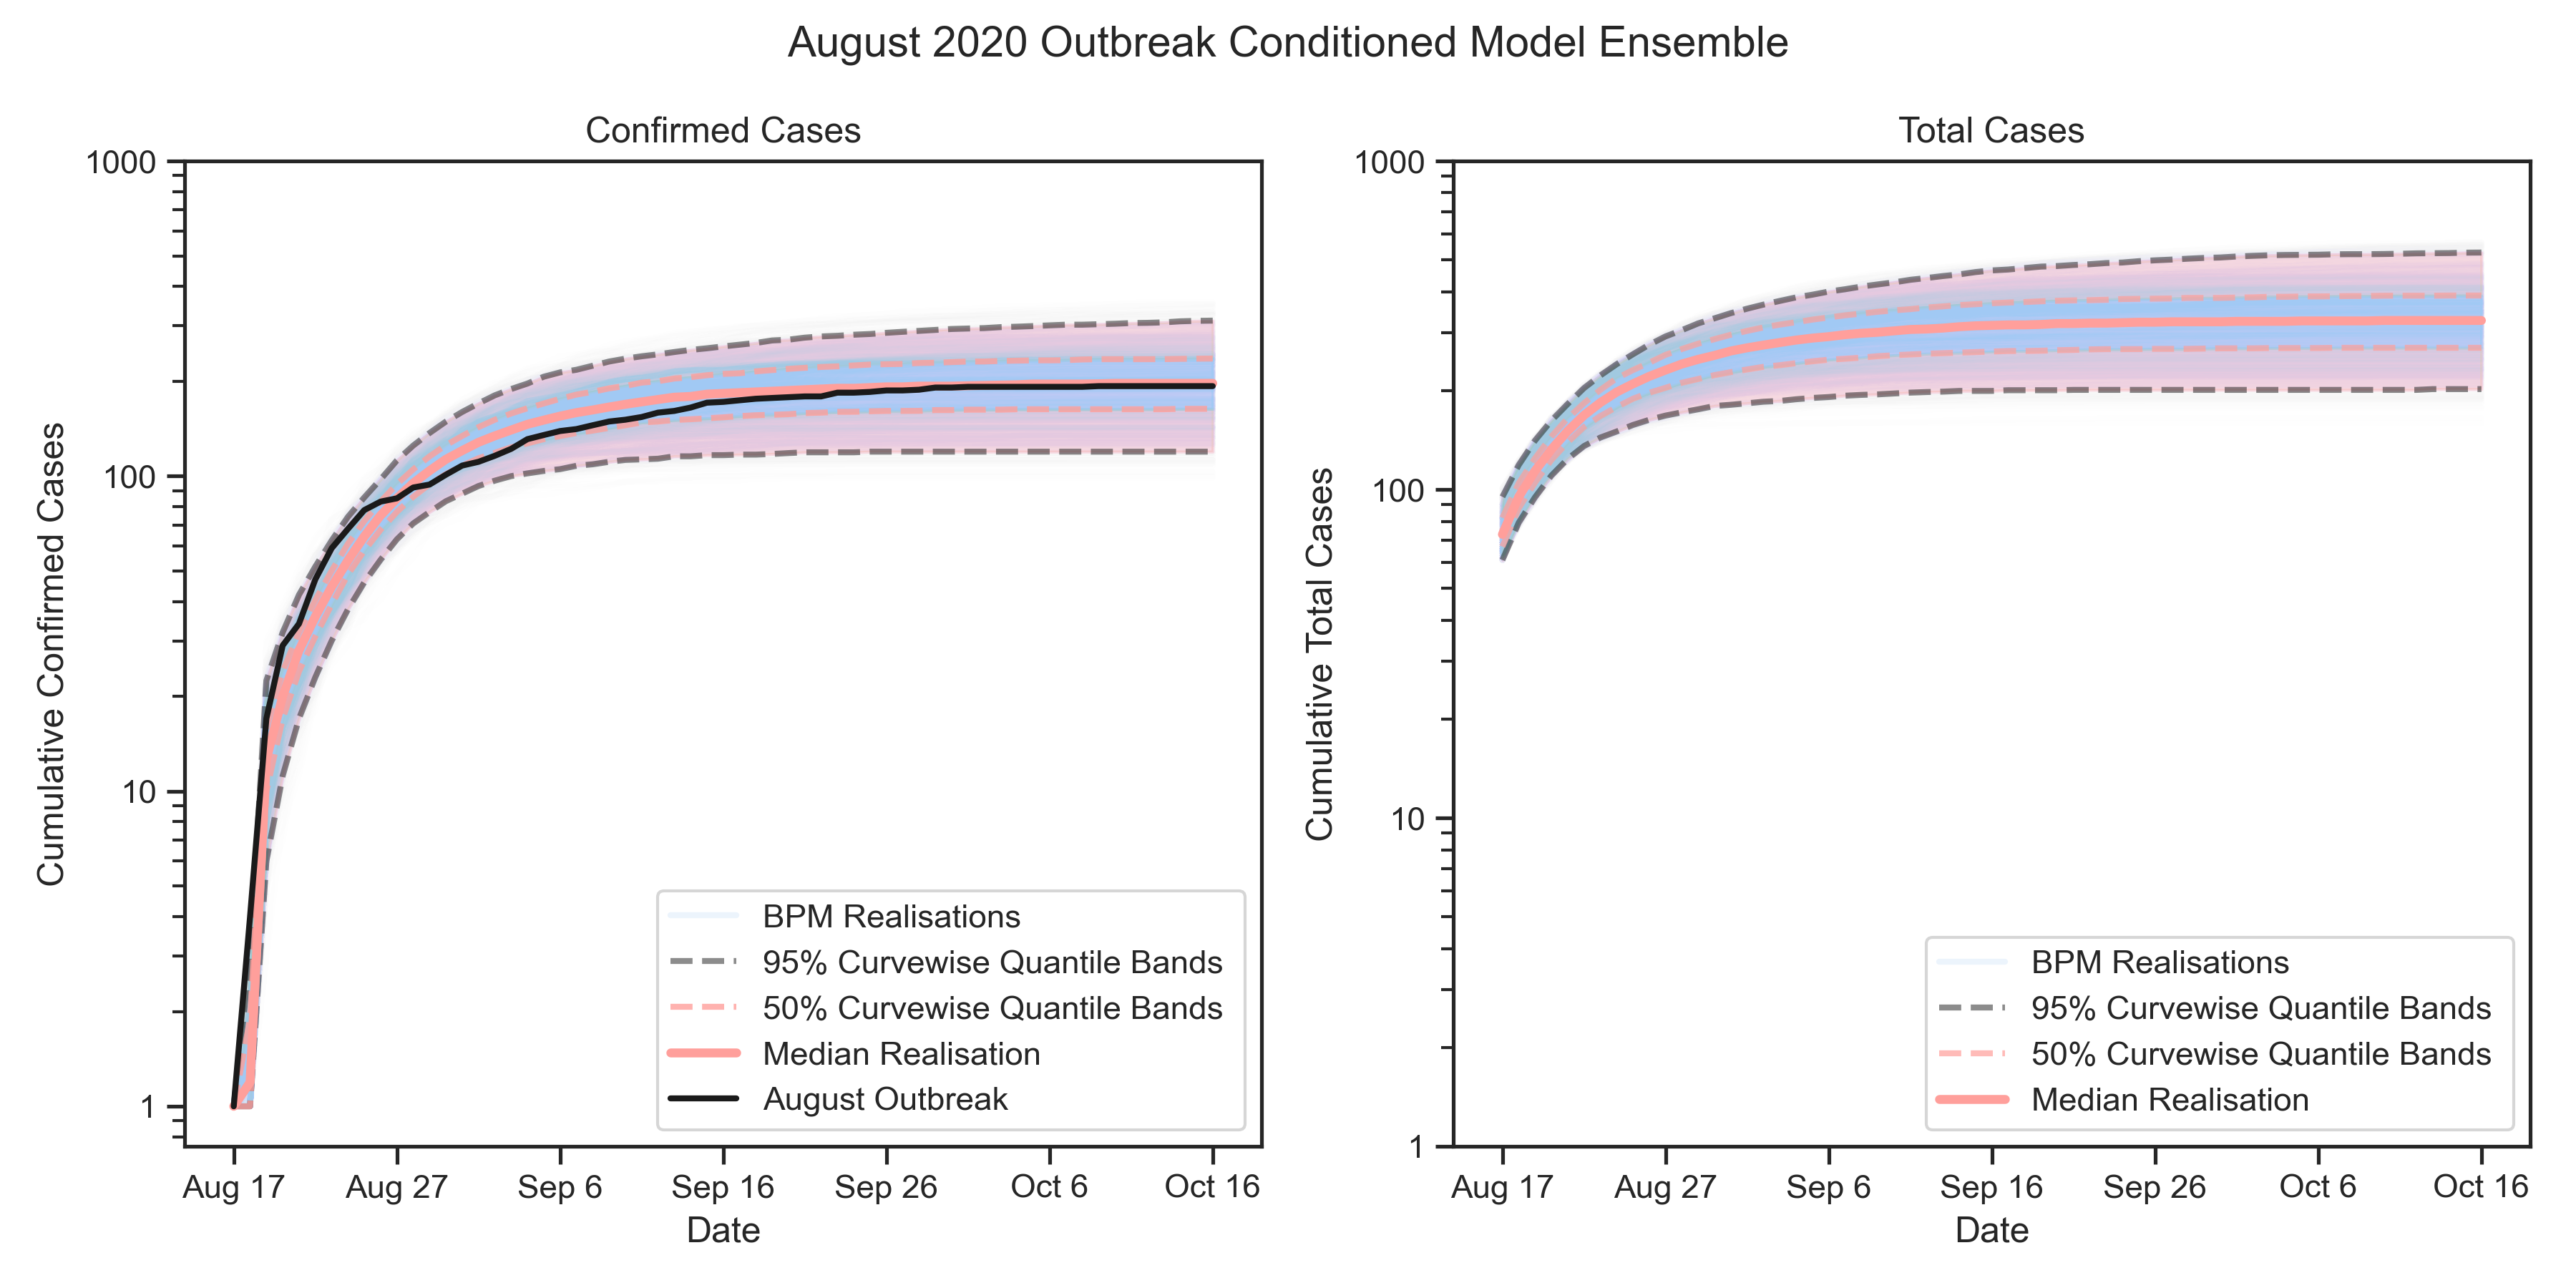 August 2020 Outbreak Conditioned Model Ensemble
Confirmed Cases
1000
100
10
1
Cumulative Confirmed Cases
Aug 17
Aug 27
Sep 6
Sep 16
Sep 26
Oct 6
Oct 16
Date
BPM Realisations
95% Curvewise Quantile Bands
50% Curvewise Quantile Bands
Median Realisation
August Outbreak
Total Cases
1000
100
10
1
Cumulative Total Cases
Aug 17
Aug 27
Sep 6
Sep 16
Sep 26
Oct 6
Oct 16
Date
BPM Realisations
95% Curvewise Quantile Bands
50% Curvewise Quantile Bands
Median Realisation